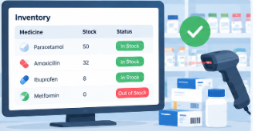 Inventory
Medicine Stock Status
Paracetamol 50 In Stock
Amoxicillin 32 In Stock
Ibuprofen 8 In Stock
Metformin 0 Out of Stock